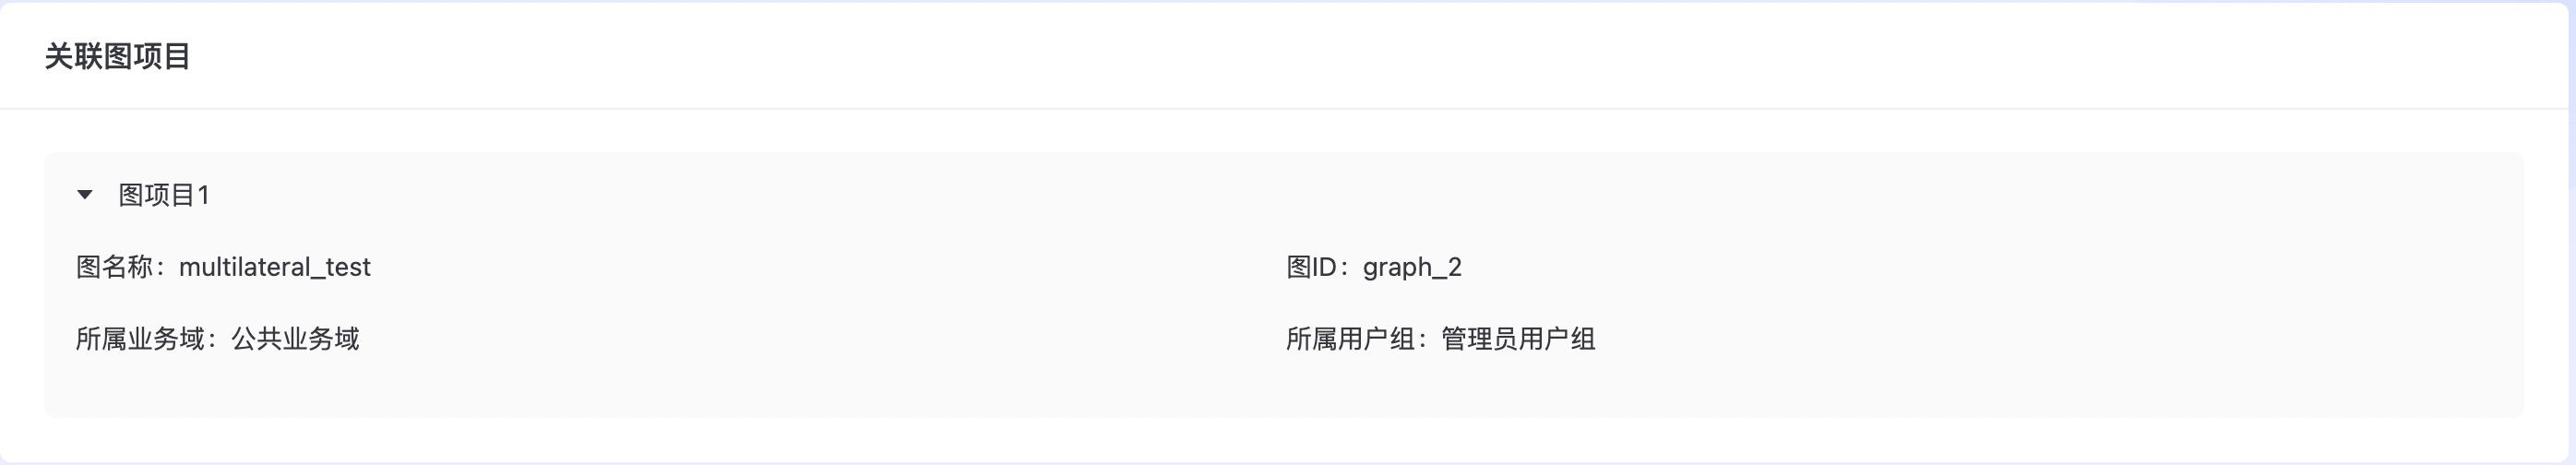 关联图项目
图项目1
图名称：multilateral_test
图ID：graph_2
所属业务域：公共业务域
所属用户组：管理员用户组